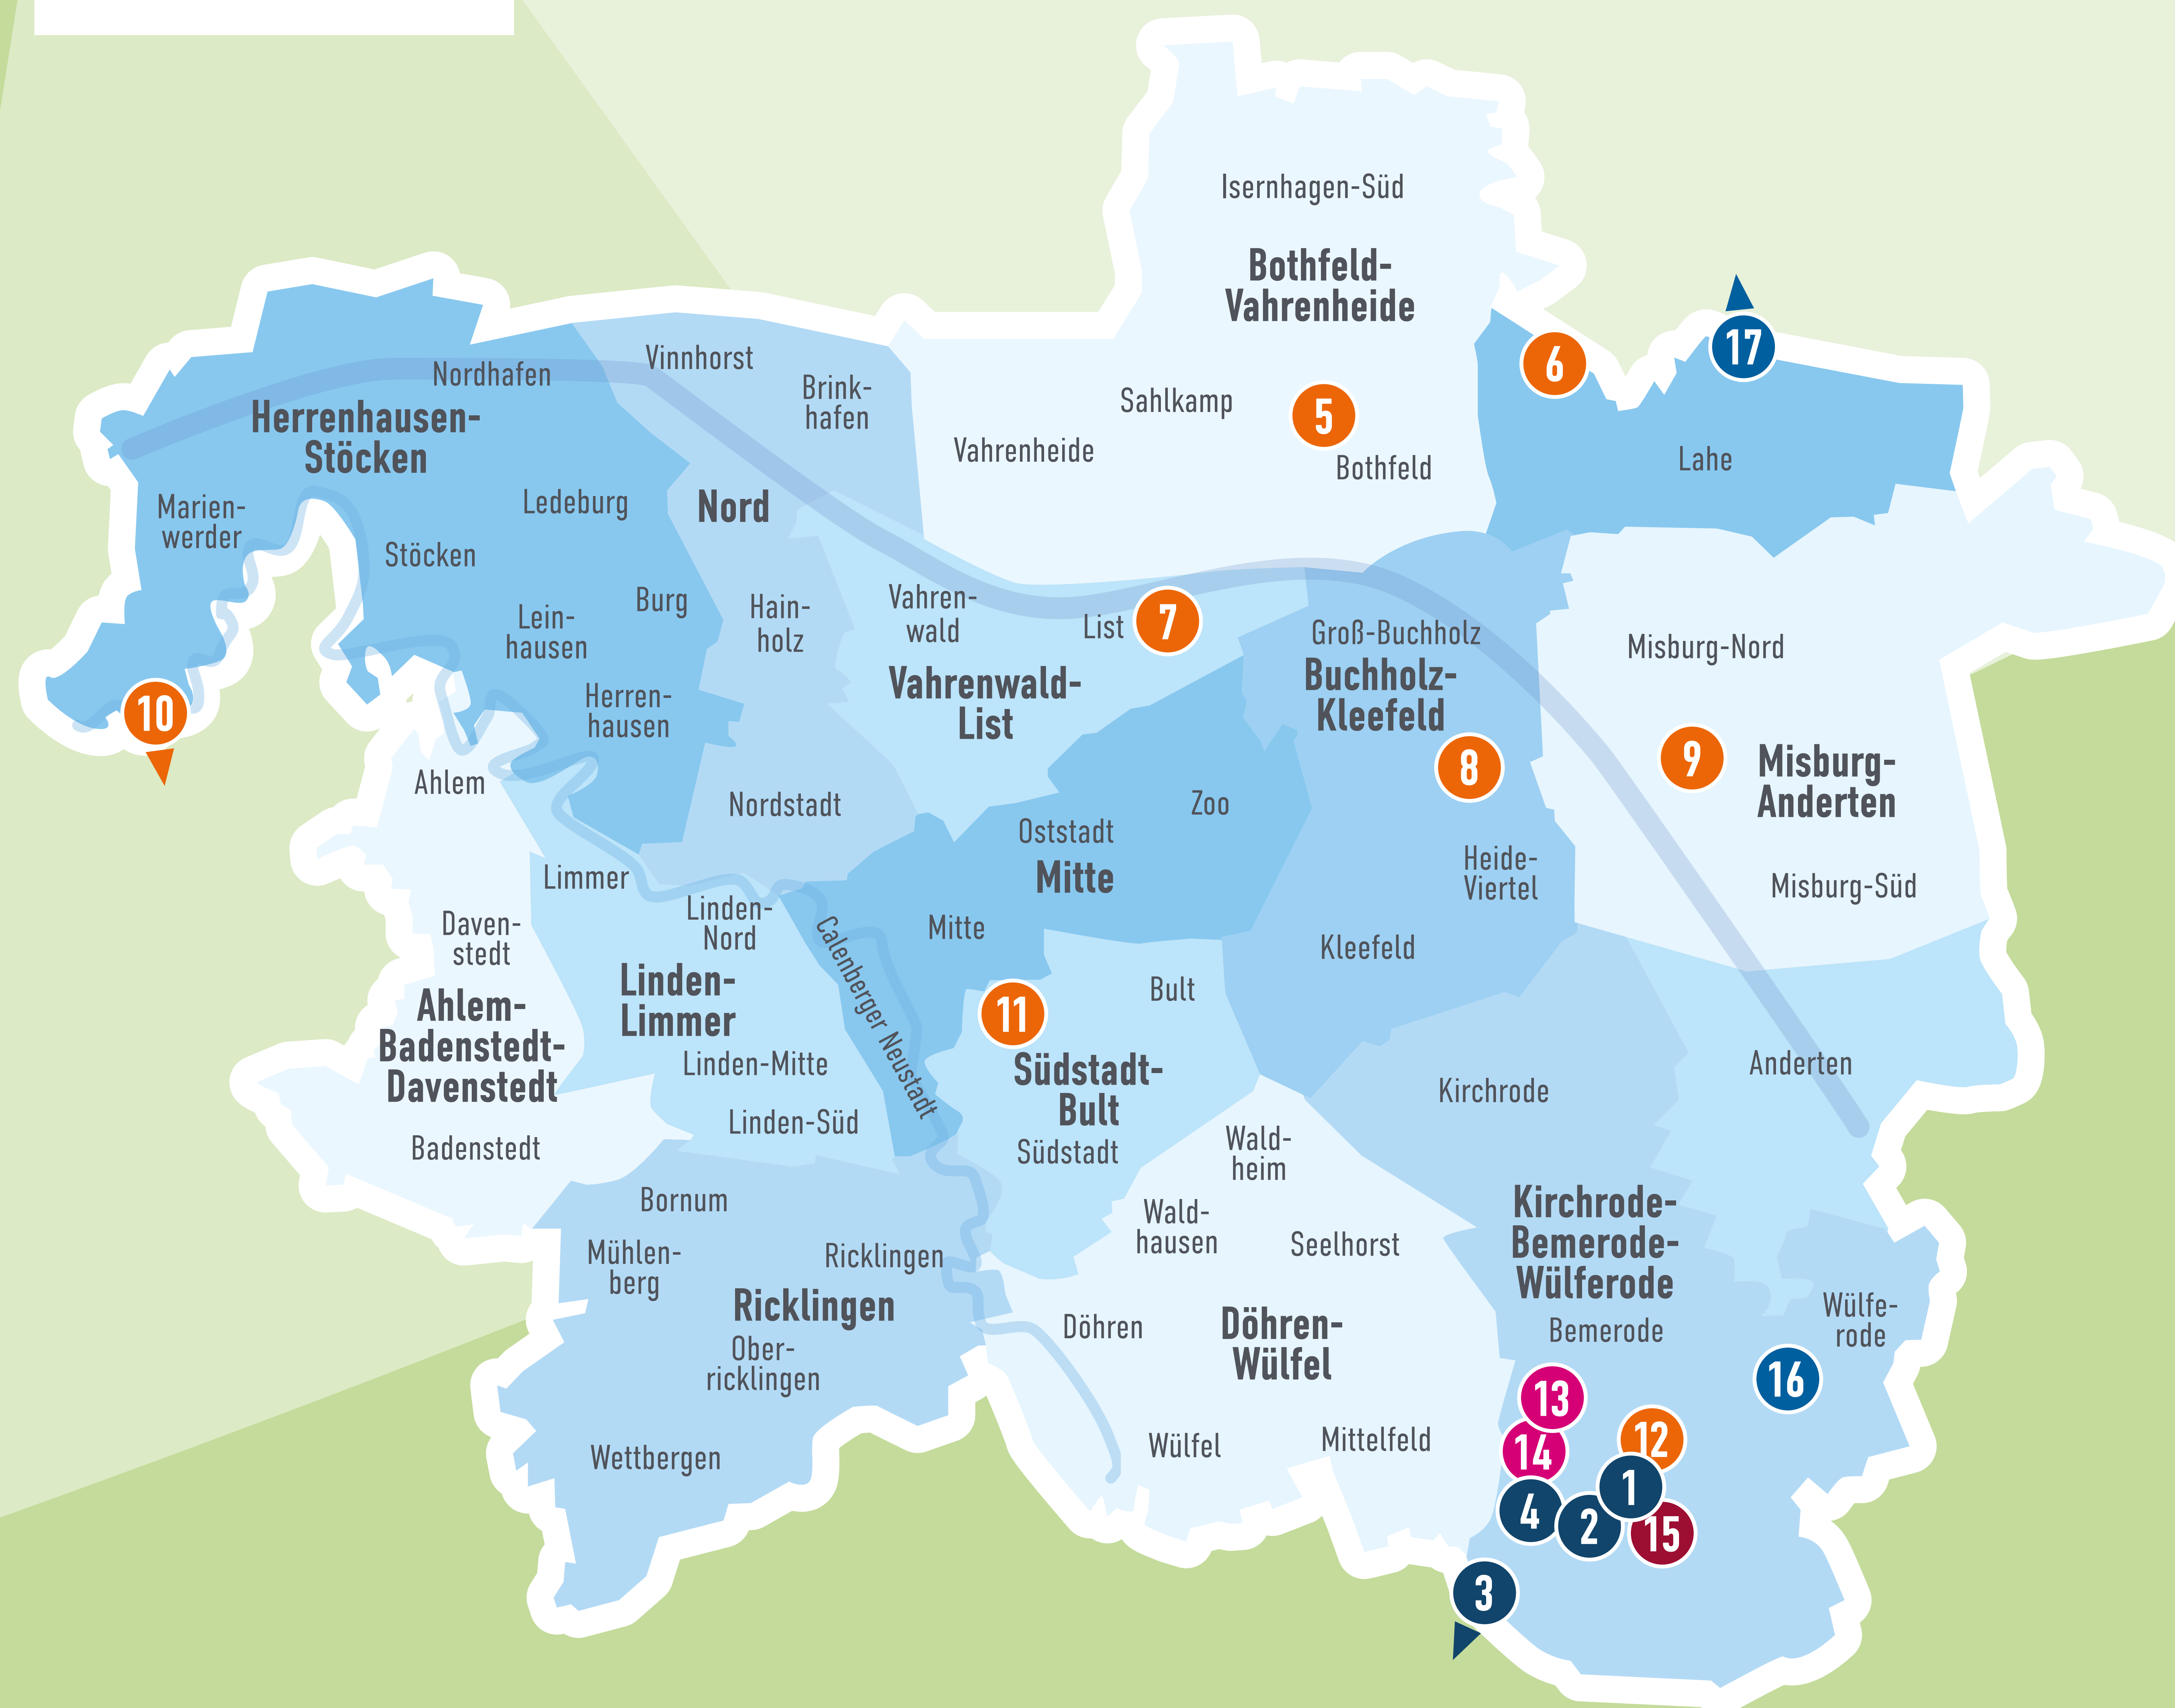 Isernhagen-Süd
Bothfeld-
Vahrenheide
17
6
Sahlkamp
5
Vahrenheide
Bothfeld
Lahe
Vinnhorst
Brink-
hafen
Nordhafen
Herrenhausen-
Stöcken
Marien-
werder
Ledeburg
Nord
Stöcken
Burg
Lein-
hausen
Hain-
holz
Herren-
hausen
10
Vahren-
wald
List
7
Vahrenwald-
List
Groß-Buchholz
Buchholz-
Kleefeld
8
Misburg-Nord
9
Misburg-
Anderten
Misburg-Süd
Ahlem
Nordstadt
Zoo
Oststadt
Mitte
Mitte
Heide-
Viertel
Kleefeld
Limmer
Linden-
Nord
Daven-
stedt
Linden-
Limmer
Ahlem-
Badenstedt-
Davenstedt
Linden-Mitte
Linden-Süd
Badenstedt
Calenberger Neustadt
11
Bult
Südstadt-
Bult
Südstadt
Kirchrode
Anderten
Wald-
heim
Wald-
hausen
Seelhorst
Kirchrode-
Bemerode-
Wülferode
Bemerode
Wülfe-
rode
Bornum
Mühlen-
berg
Ricklingen
Ricklingen
Ober-
ricklingen
Wettbergen
Döhren
Döhren-
Wülfel
Wülfel
Mittelfeld
16
13
14
12
1
4
2
15
3